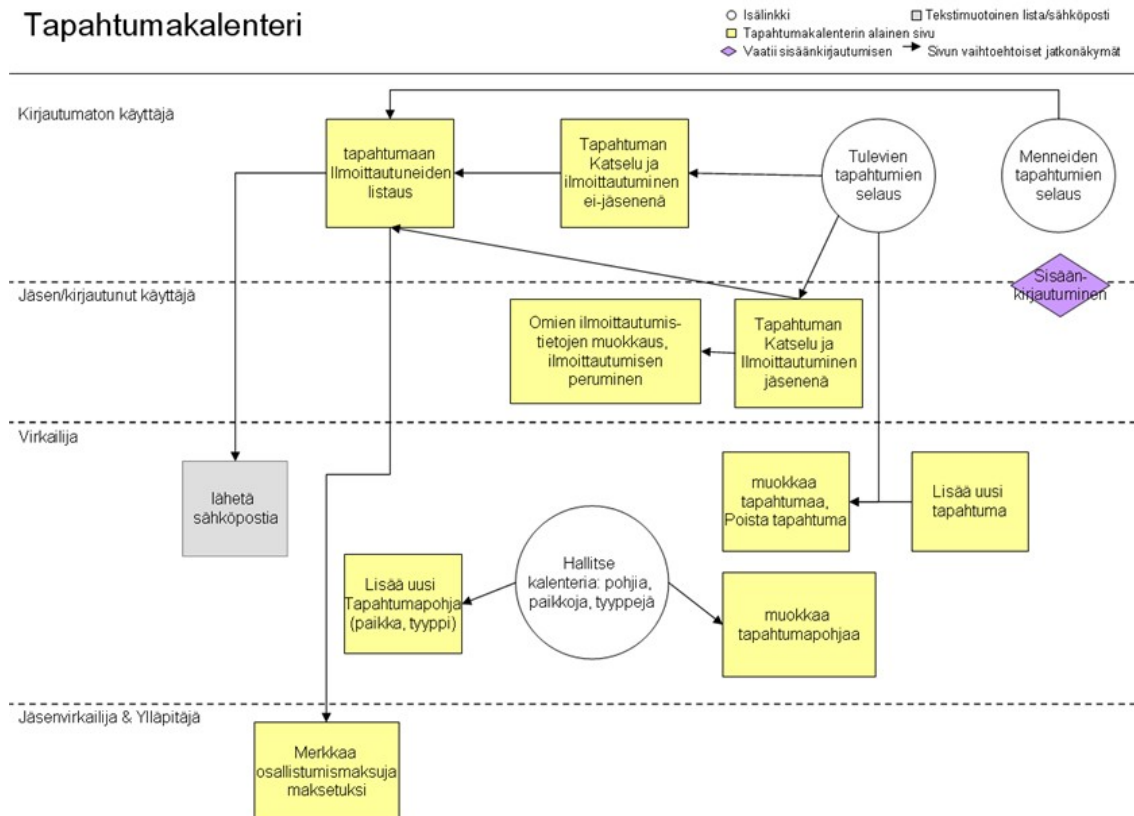 Tapahtumakalenteri
Isälinkki
Tekstimuotoinen lista/sähköposti
Tapahtumakalenterin alainen sivu
Vaatii sisäänkirjautumisen
Sivun vaihtoehtoiset jatkonäkymät
Kirjautumaton käyttäjä
tapahtumaan
Ilmoittautuneiden
listaus
Tapahtuman
Katselu ja
ilmoittautuminen
ei-jäsenenä
Tulevien
tapahtumien
selaus
Menneiden
tapahtumien
selaus
Sisään-
kirjautuminen
Jäsen/kirjautunut käyttäjä
Omien ilmoittautumis-
tietojen muokkaus,
ilmoittautumisen
peruminen
Tapahtuman
Katselu ja
Ilmoittautuminen
jäsenenä
Virkailija
lähetä
sähköpostia
muokkaa
tapahtumaa,
Poista tapahtuma
Lisää uusi
tapahtuma
Lisää uusi
Tapahtumapohja
(paikka, tyyppi)
Hallitse
kalenteria: pohjia,
paikkoja, tyyppejä
muokkaa
tapahtumapohjaa
Jäsenvirkailija & Ylläpitäjä
Merkkaa
osallistumismaksuja
maksetuksi